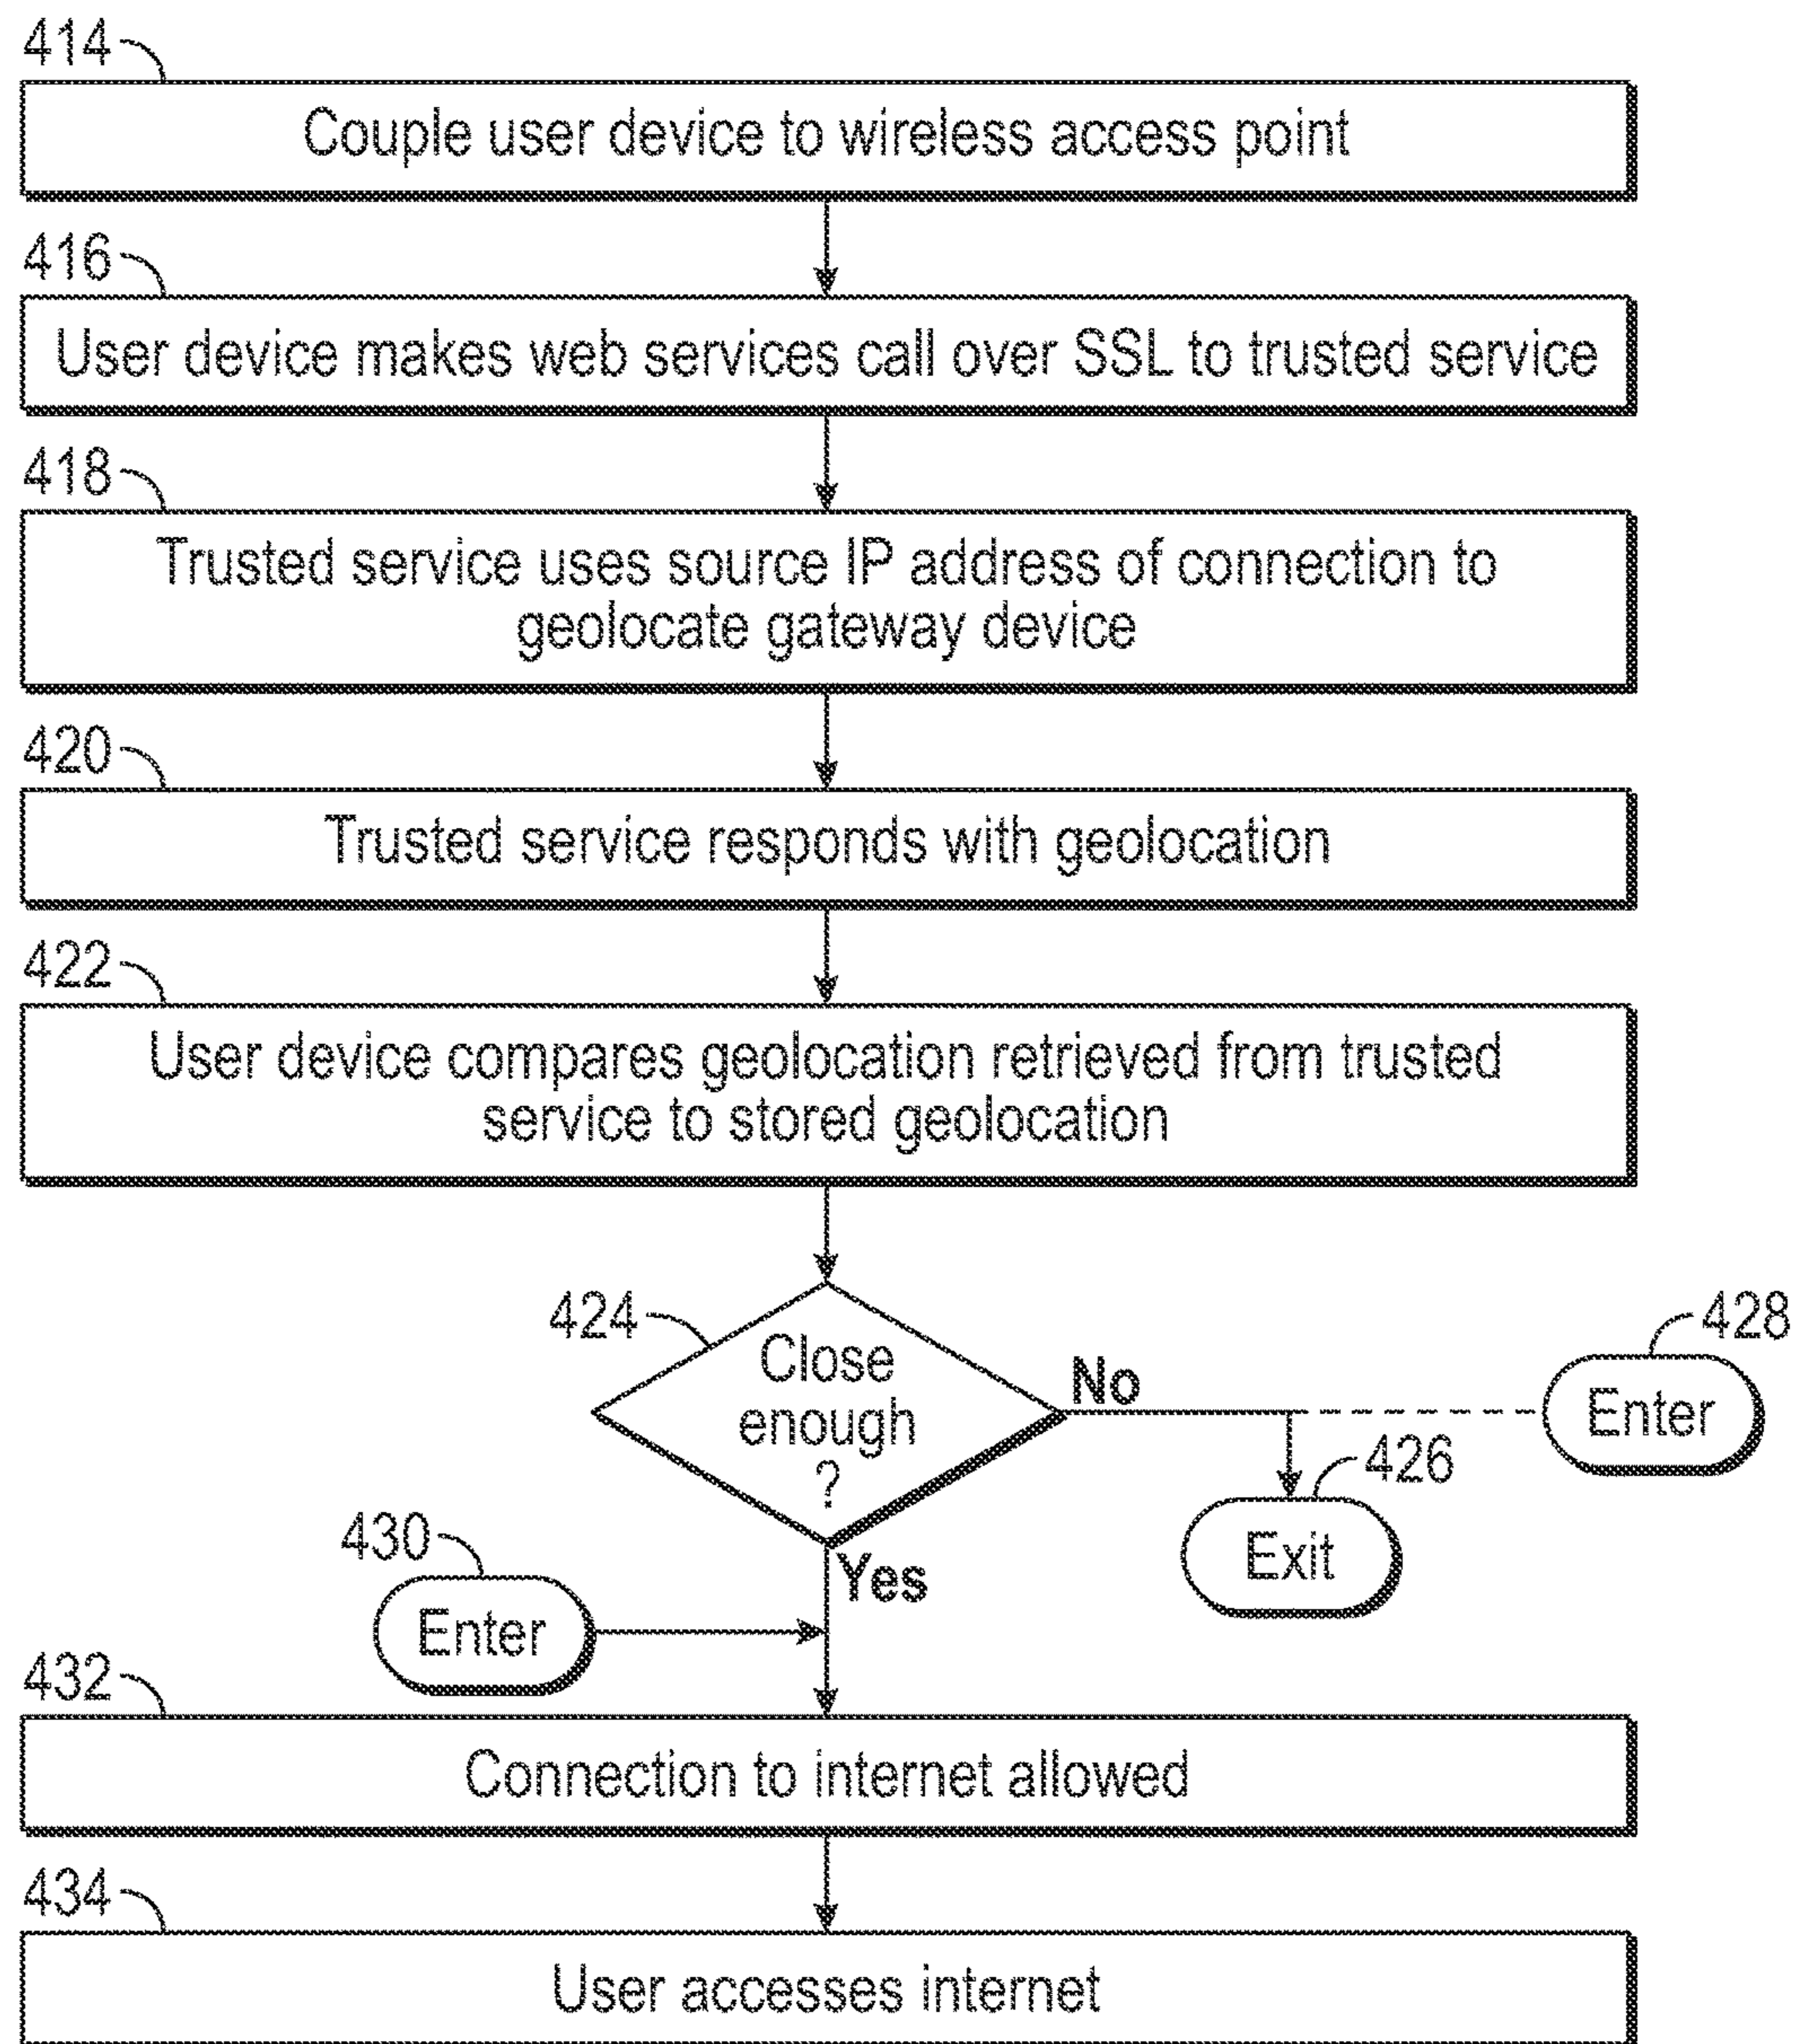 414
Couple user device to wireless access point
416
User device makes web services call over SSL to trusted service
418
Trusted service uses source IP address of connection to
geolocate gateway device
420
Trusted service responds with geolocation
422
User device compares geolocation retrieved from trusted
service to stored geolocation
424
Close
enough
?
No
428
Enter
426
Exit
Yes
430
Enter
432
Connection to internet allowed
434
User accesses internet